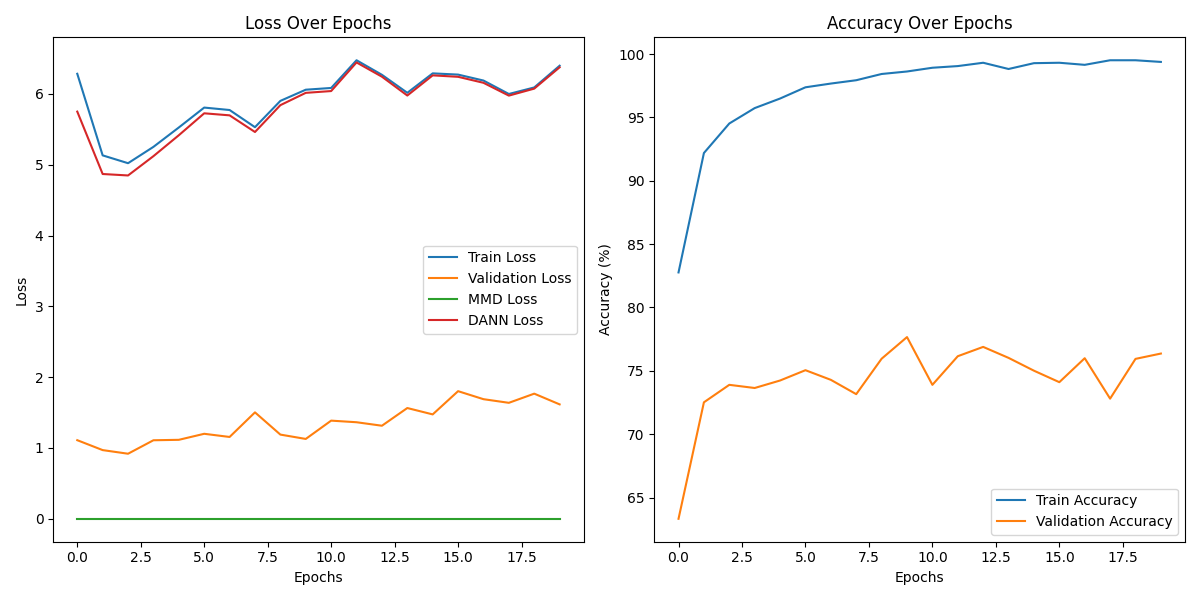 Loss Over Epochs
6
5
4
3
2
1
0
Loss
Train Loss
Validation Loss
MMD Loss
DANN Loss
0.0 2.5 5.0 7.5 10.0 12.5 15.0 17.5
Epochs
Accuracy Over Epochs
100
95
90
85
80
75
70
65
Accuracy (%)
Train Accuracy
Validation Accuracy
0.0 2.5 5.0 7.5 10.0 12.5 15.0 17.5
Epochs